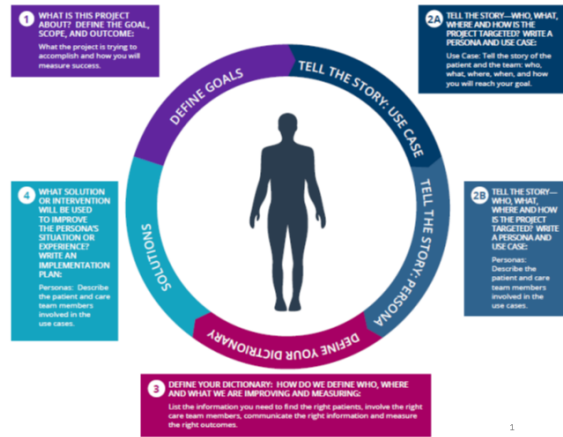 1 WHAT IS THIS PROJECT
ABOUT? DEFINE THE GOAL,
SCOPE, AND OUTCOME:
What the project is trying to
accomplish and how you will
measure success.
2A TELL THE STORY—WHO, WHAT,
WHERE AND HOW IS THE
PROJECT TARGETED? WRITE A
PERSONA AND USE CASE:
Use Case: Tell the story of the
patient and the team: who,
what, where, when, and how
you will reach your goal.
DEFINE GOALS
TELL THE STORY: USE CASE
TELL THE STORY: PERSONA
DEFINE YOUR DICTRIONARY
SOLUTIONS
4 WHAT SOLUTION
OR INTERVENTION
WILL BE USED
TO IMPROVE
THE PERSONA'S
SITUATION OR
EXPERIENCE?
WRITE AN
IMPLEMENTATION
PLAN:
Personas: Describe
the patient and care
team members
involved in the
use cases.
2B TELL THE STORY—
WHO, WHAT,
WHERE AND HOW
IS THE PROJECT
TARGETED? WRITE
A PERSONA AND
USE CASE:
Personas:
Describe the
patient and care
team members
involved in the
use cases.
3 DEFINE YOUR DICTIONARY: HOW DO WE DEFINE WHO, WHERE
AND WHAT WE ARE IMPROVING AND MEASURING:
List the information you need to find the right patients, involve the right
care team members, communicate the right information and measure
the right outcomes.
1